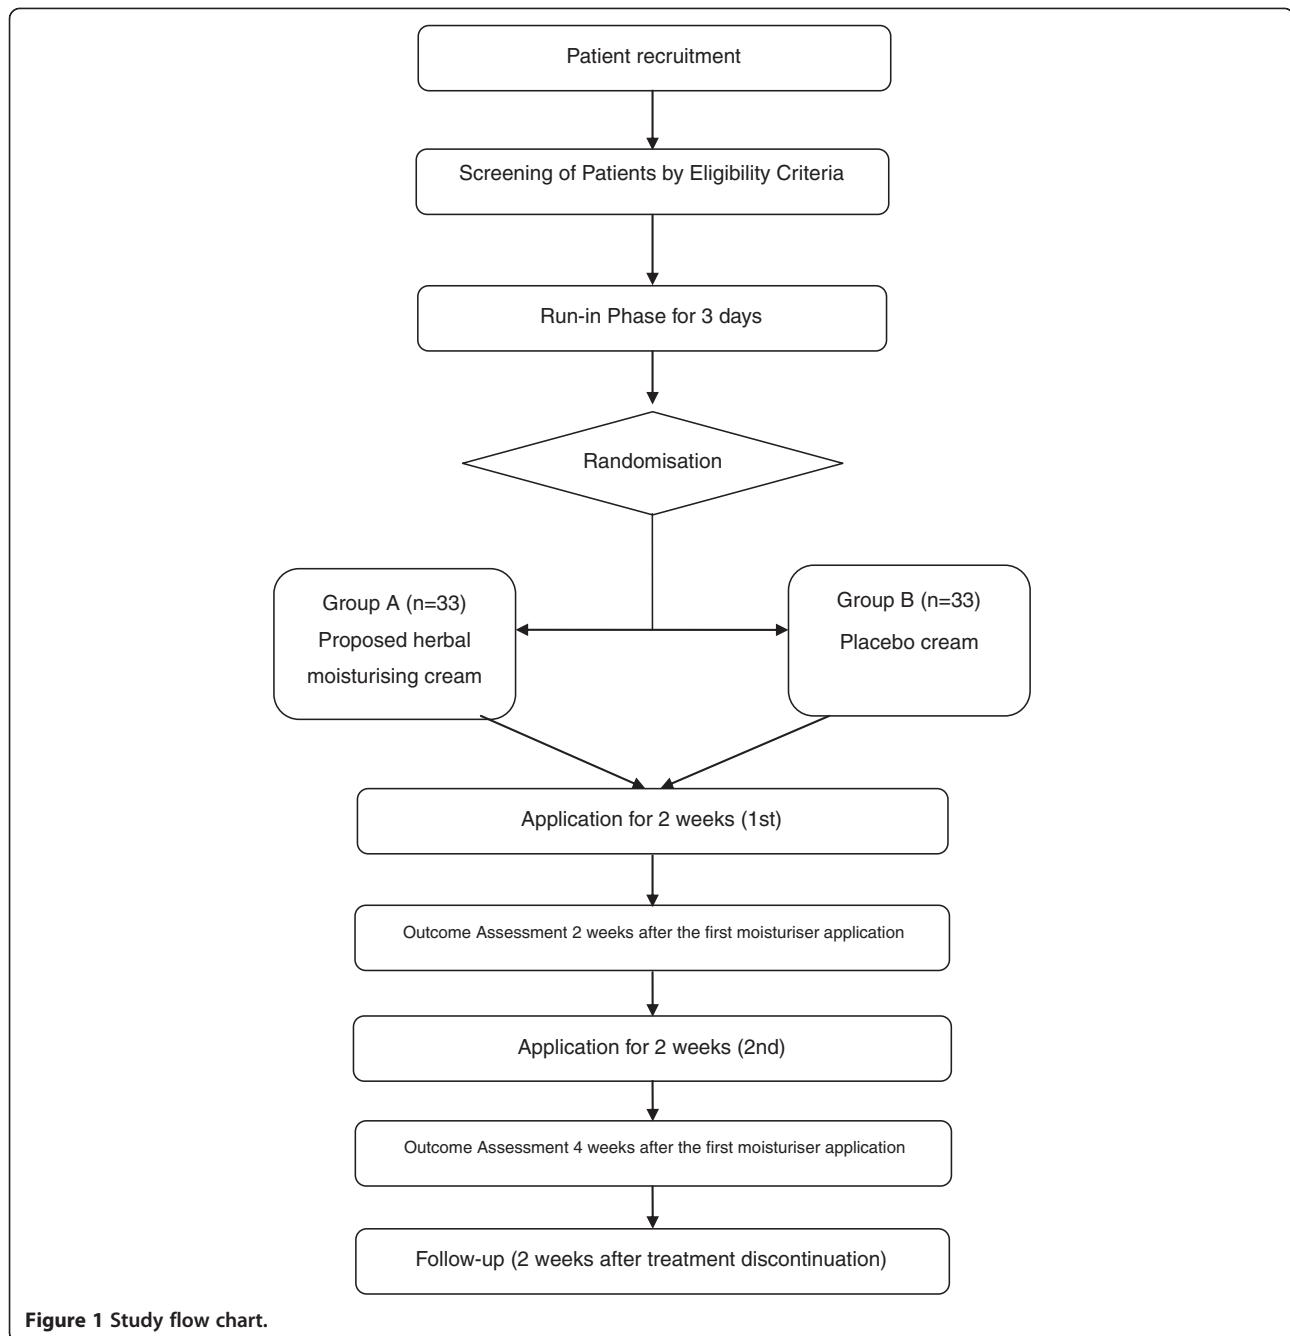 Patient recruitment
Screening of Patients by Eligibility Criteria
Run-in Phase for 3 days
Randomisation
Group A (n=33)
Proposed herbal
moisturising cream
Group B (n=33)
Placebo cream
Application for 2 weeks (1st)
Outcome Assessment 2 weeks after the first moisturiser application
Application for 2 weeks (2nd)
Outcome Assessment 4 weeks after the first moisturiser application
Follow-up (2 weeks after treatment discontinuation)
Figure 1 Study flow chart.